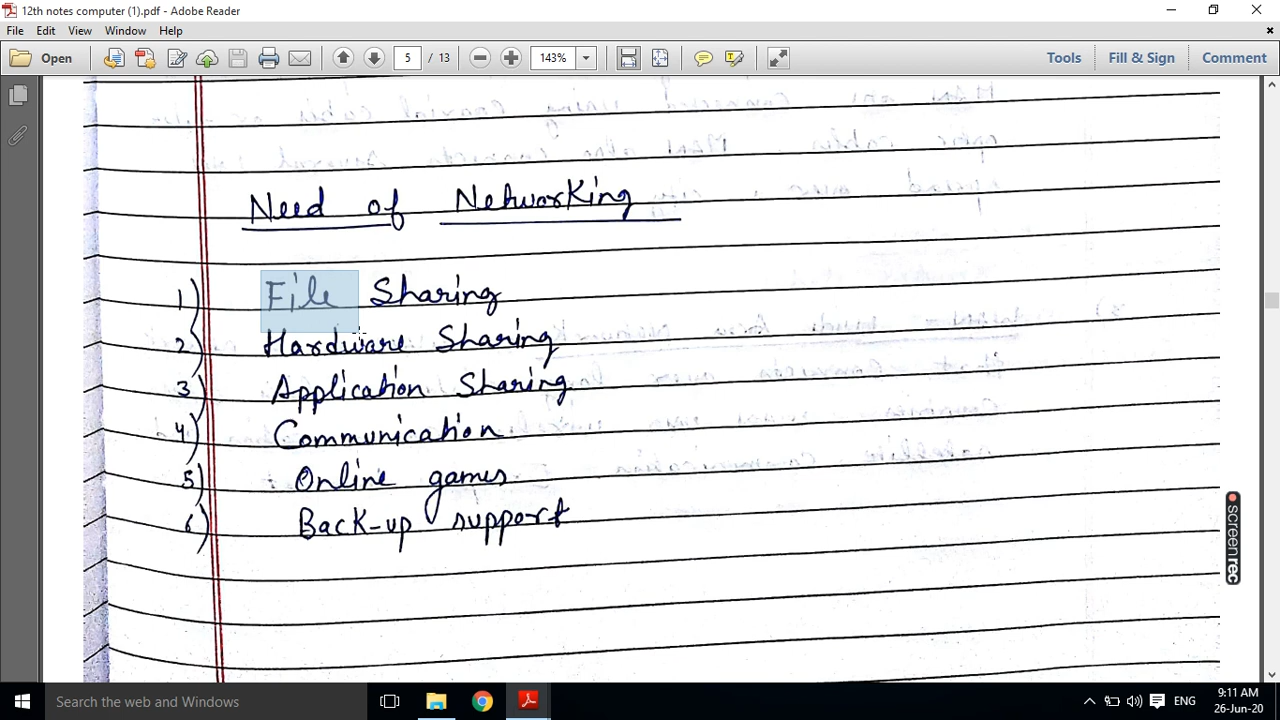 12th notes computer (1).pdf - Adobe Reader
File Edit View Window Help
Open 5 / 13 143% Tools Fill & Sign Comment
Need of Networking
1) File Sharing
2) Hardware Sharing
3) Application Sharing
4) Communication
5) Online games
6) Back-up support
screenrec
Search the web and Windows
ENG
9:11 AM
26-Jun-20